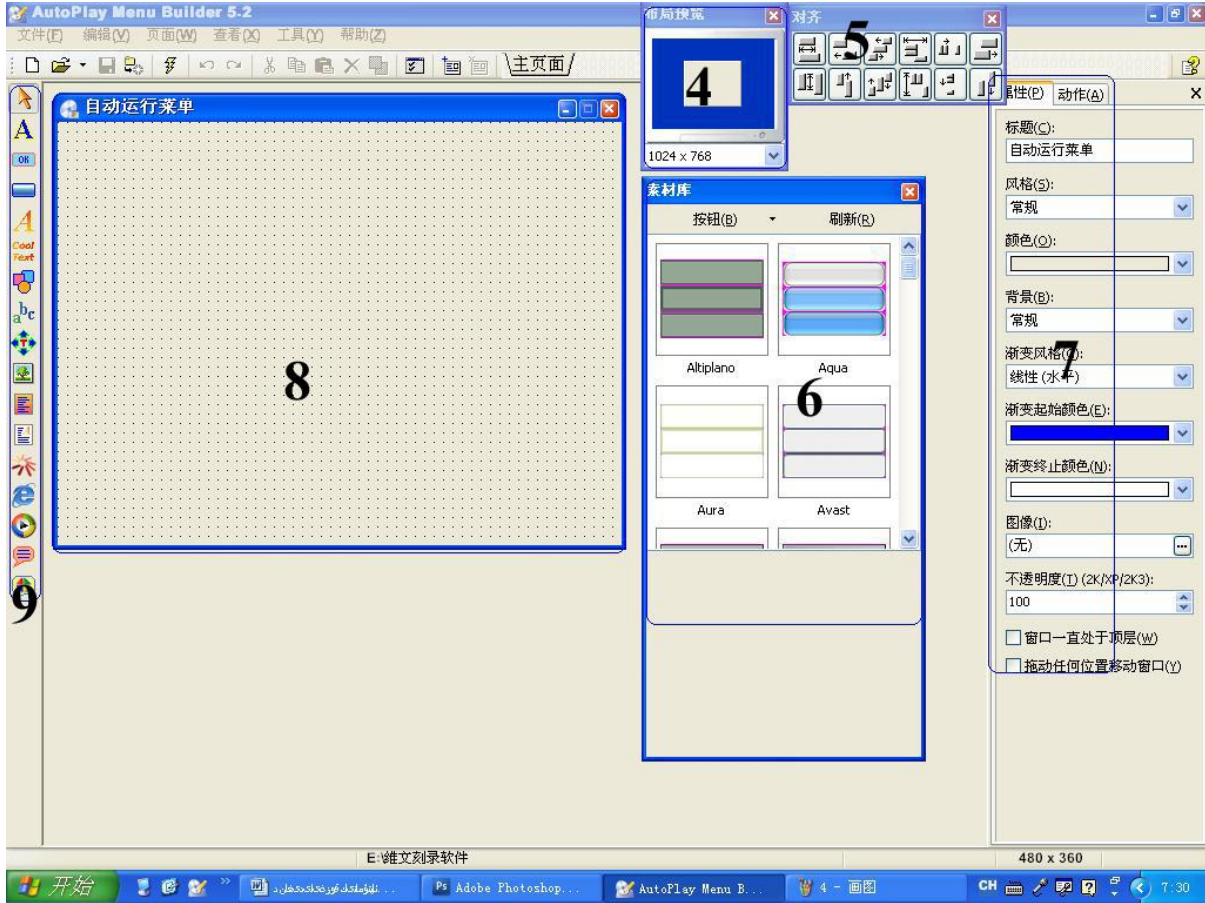 AutoPlay Menu Builder 5.2
文件(F) 编辑(V) 页面(W) 查看(X) 工具(Y) 帮助(Z)
主页面
布局预览
4
1024 x 768
对齐
5
自动运行菜单
8
A
OK
A
Cool
Text
abc
T
9
素材库
按钮(B) 刷新(R)
Altiplano Aqua
6
Aura Avast
属性(P) 动作(A)
标题(C):
自动运行菜单
风格(S):
常规
颜色(O):
背景(B):
常规
渐变风格(G):
7
线性 (水平)
渐变起始颜色(E):
渐变终止颜色(N):
图像(I):
(无)
不透明度(T) (2K/XP/2K3):
100
窗口一直处于顶层(W)
拖动任何位置移动窗口(Y)
E:\维文刻录软件
480 x 360
开始
Ps Adobe Photoshop...
AutoPlay Menu B...
4 - 画图
CH
7:30